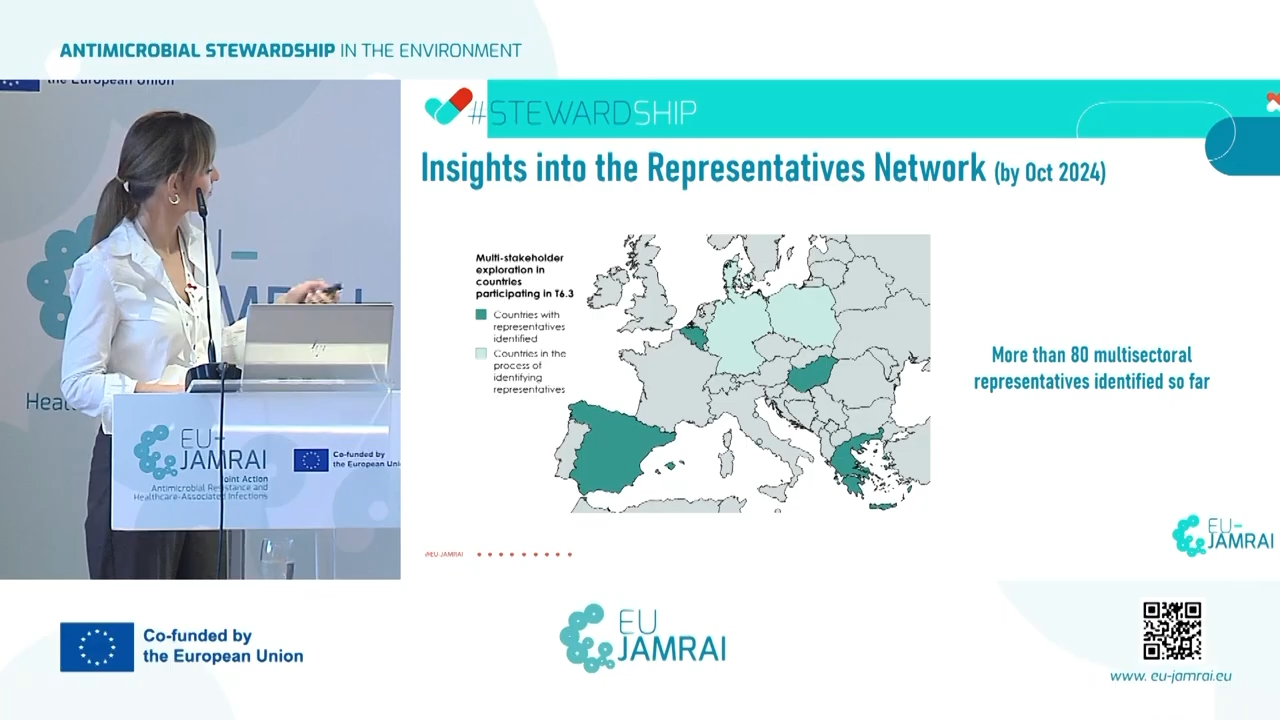 ANTIMICROBIAL STEWARDSHIP IN THE ENVIRONMENT
the European Union
#STEWARDSHIP
Insights into the Representatives Network (by Oct 2024)
Multi-stakeholder
exploration in
countries
participating in T6.3
Countries with
representatives
identified
Countries in the
process of
identifying
representatives
More than 80 multisectoral
representatives identified so far
EU-
JAMRAI
Joint Action
Antimicrobial Resistance and
Healthcare-Associated Infections
Co-funded by
the European Uni
#EU-JAMRAI
EU-
JAMRAI
Co-funded by
the European Union
EU
JAMRAI
www. eu-jamrai.eu